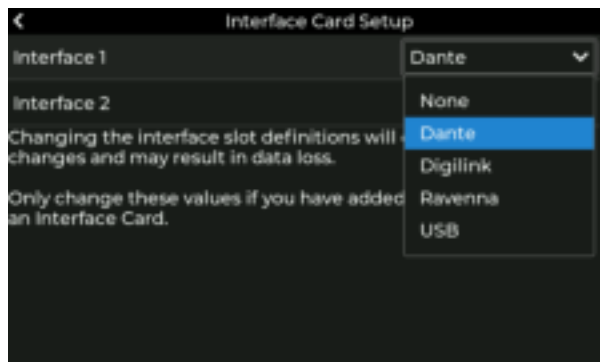 Interface Card Setup
Interface 1
Dante
Interface 2
None
Dante
Digilink
Ravenna
USB
Changing the interface slot definitions will
changes and may result in data loss.
Only change these values if you have added
an Interface Card.